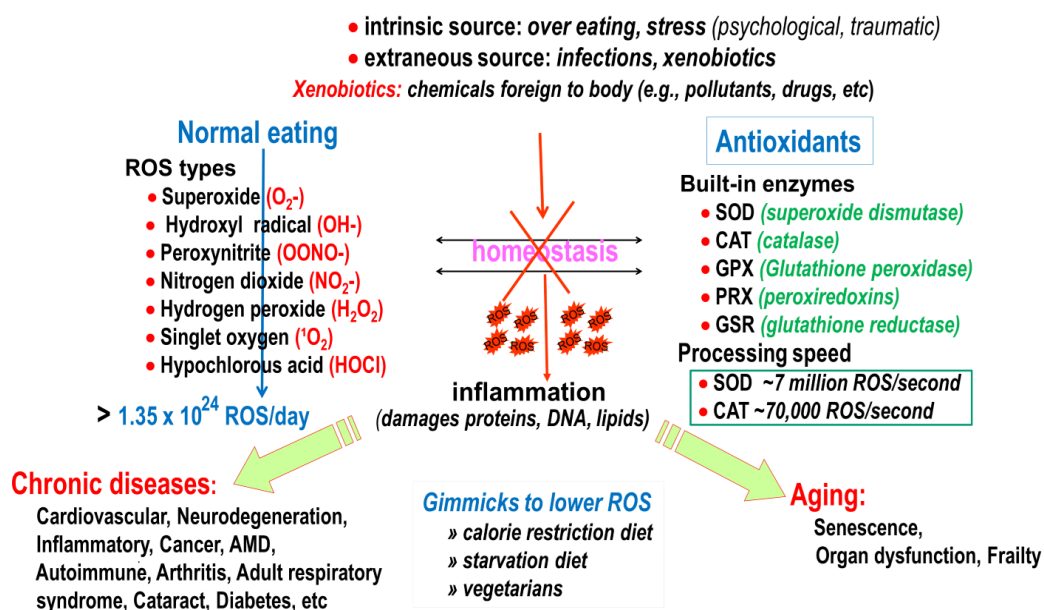 • intrinsic source: over eating, stress (psychological, traumatic)
• extraneous source: infections, xenobiotics
Xenobiotics: chemicals foreign to body (e.g., pollutants, drugs, etc)
Normal eating
ROS types
• Superoxide (O₂-)
• Hydroxyl radical (OH-)
• Peroxynitrite (OONO-)
• Nitrogen dioxide (NO₂-)
• Hydrogen peroxide (H₂O₂)
• Singlet oxygen (¹O₂)
• Hypochlorous acid (HOCl)
> 1.35 x 10²⁴ ROS/day
homeostasis
ROS ROS ROS ROS
ROS ROS ROS ROS
inflammation
(damages proteins, DNA, lipids)
Antioxidants
Built-in enzymes
• SOD (superoxide dismutase)
• CAT (catalase)
• GPX (Glutathione peroxidase)
• PRX (peroxiredoxins)
• GSR (glutathione reductase)
Processing speed
• SOD ~7 million ROS/second
• CAT ~70,000 ROS/second
Chronic diseases:
Cardiovascular, Neurodegeneration,
Inflammatory, Cancer, AMD,
Autoimmune, Arthritis, Adult respiratory
syndrome, Cataract, Diabetes, etc
Gimmicks to lower ROS
» calorie restriction diet
» starvation diet
» vegetarians
Aging:
Senescence,
Organ dysfunction, Frailty